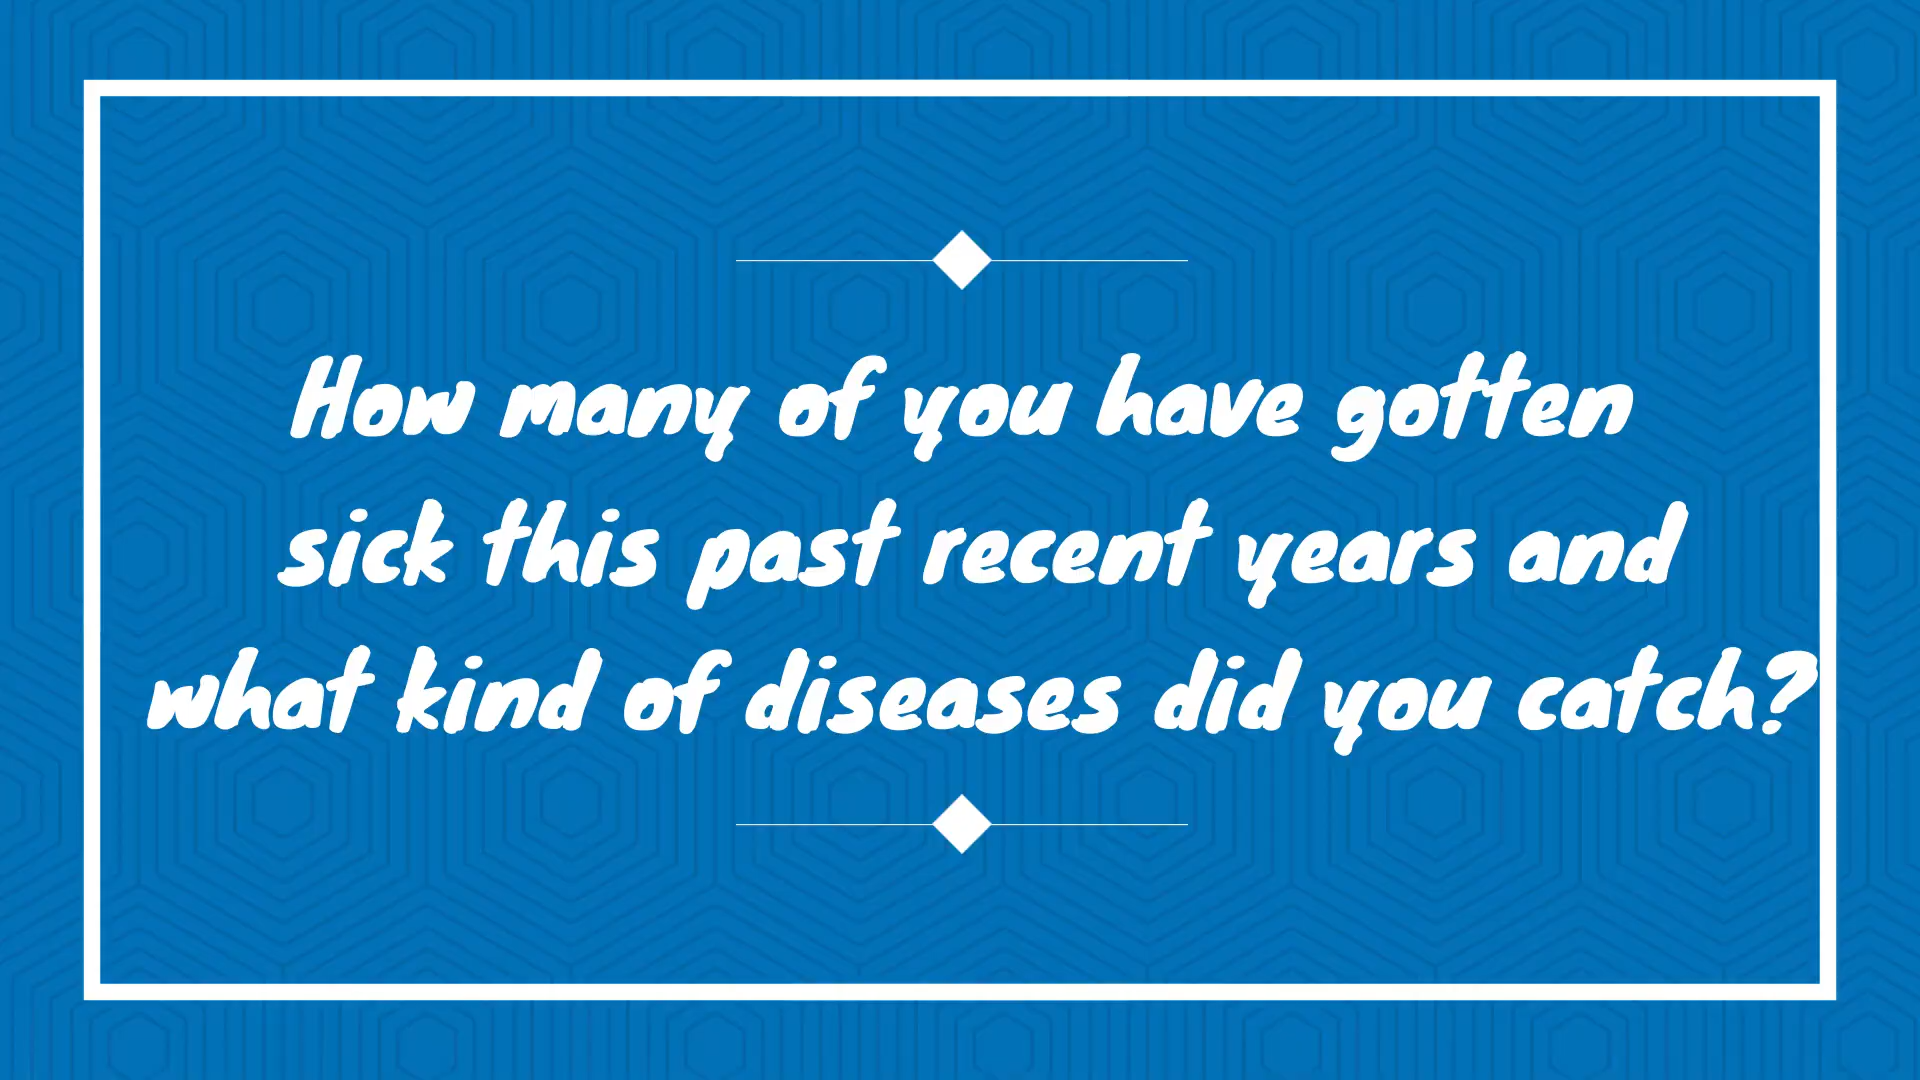 How many of you have gotten
sick this past recent years and
what kind of diseases did you catch?